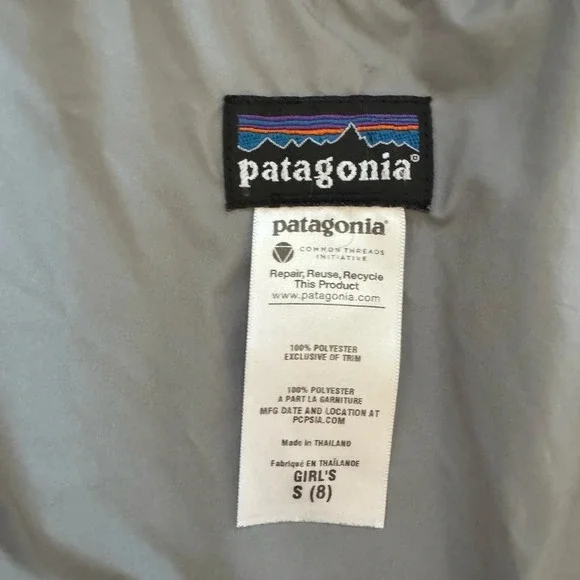 patagonia®
patagonia®
COMMON THREADS
INITIATIVE
Repair, Reuse, Recycle
This Product
www.patagonia.com
100% POLYESTER
EXCLUSIVE OF TRIM
100% POLYESTER
A PART LA GARNITURE
MFG DATE AND LOCATION AT
PCPSIA.COM
Made in THAILAND
Fabriqué EN THAÏLANDE
GIRL'S
S (8)